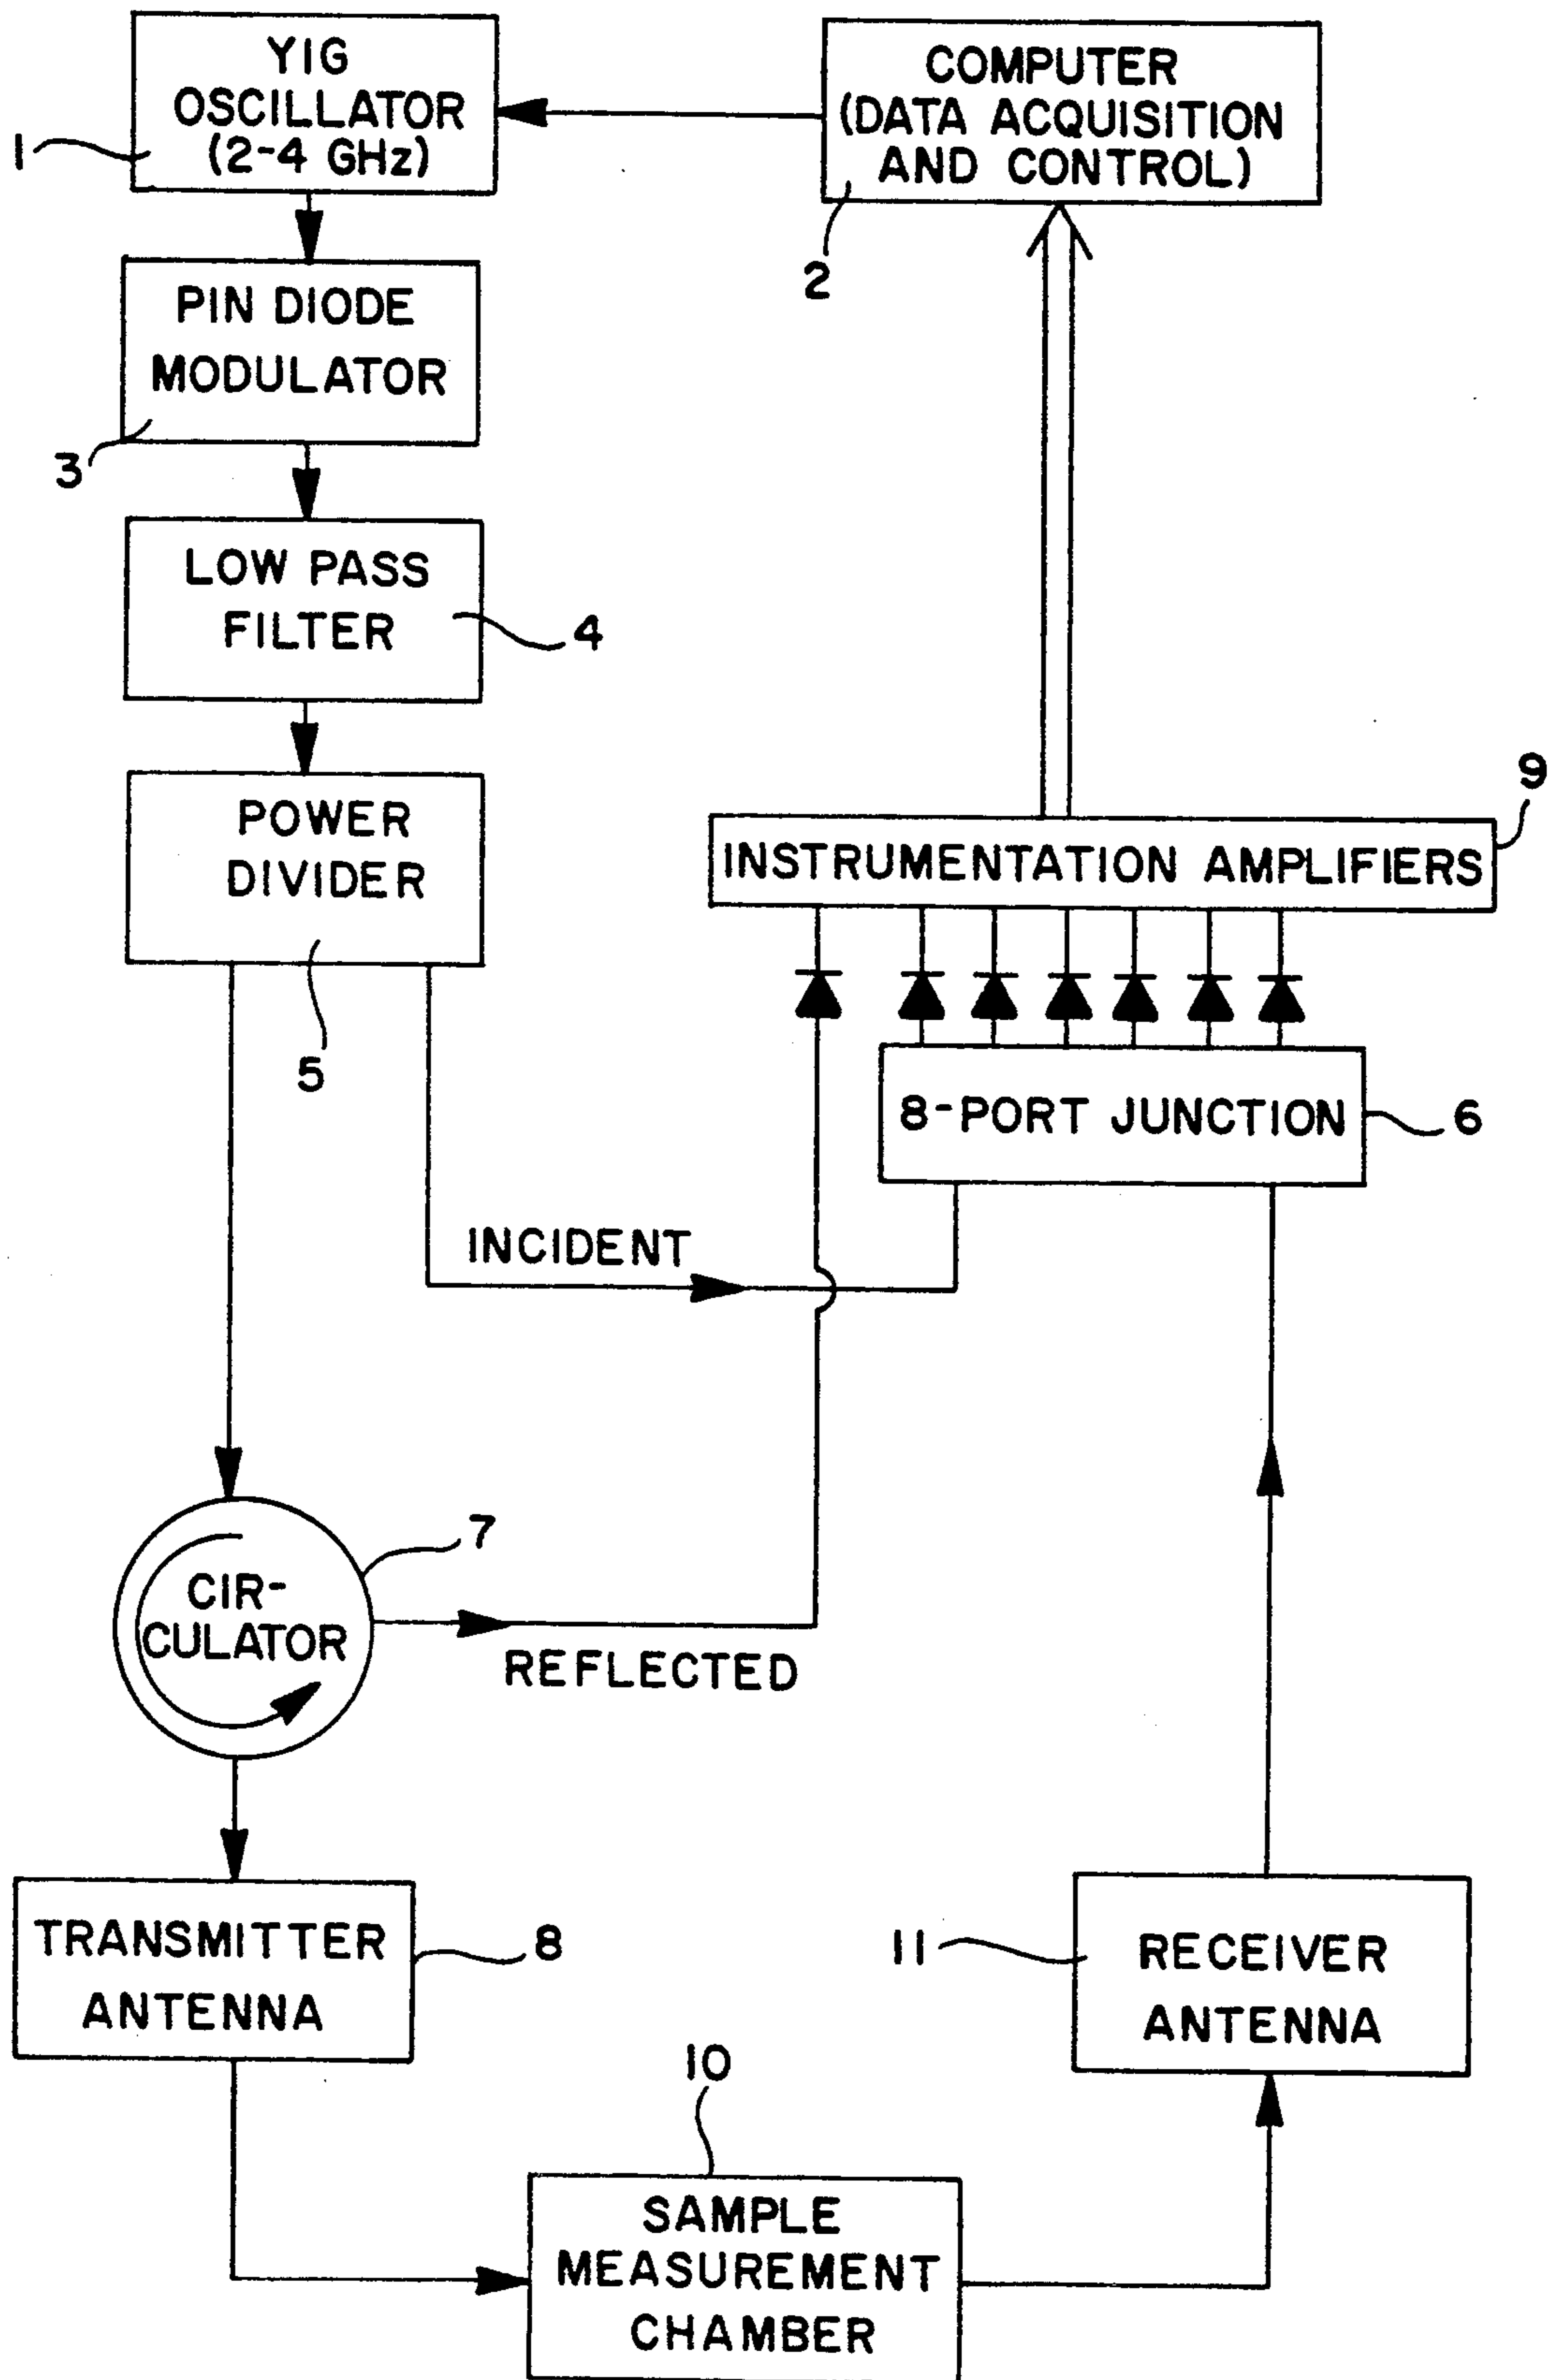 YIG
OSCILLATOR
(2-4 GHz)
1
COMPUTER
(DATA ACQUISITION
AND CONTROL)
2
PIN DIODE
MODULATOR
3
LOW PASS
FILTER
4
POWER
DIVIDER
5
INSTRUMENTATION AMPLIFIERS
9
8-PORT JUNCTION
6
INCIDENT
CIR-
CULATOR
7
REFLECTED
TRANSMITTER
ANTENNA
8
11
RECEIVER
ANTENNA
10
SAMPLE
MEASUREMENT
CHAMBER